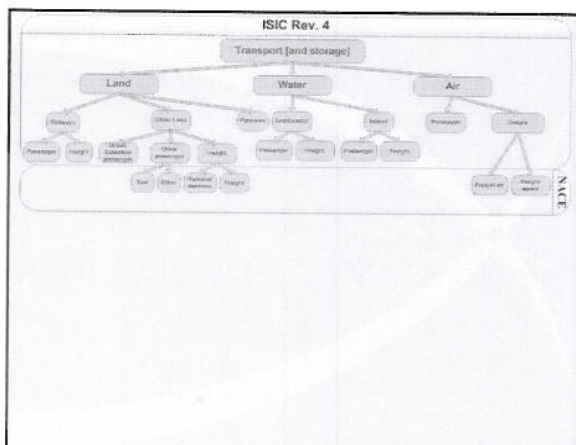 ISIC Rev. 4
Transport [and storage]
Land
Water
Air
Railways
Other Land
Pipelines
Sea/Coastal
Inland
Passenger
Freight
Passenger
Freight
Urban
Suburban
passenger
Other
passenger
Freight
Passenger
Freight
Passenger
Freight
Taxi
Other
Removal
services
Freight
Freight air
Freight
space
NACE